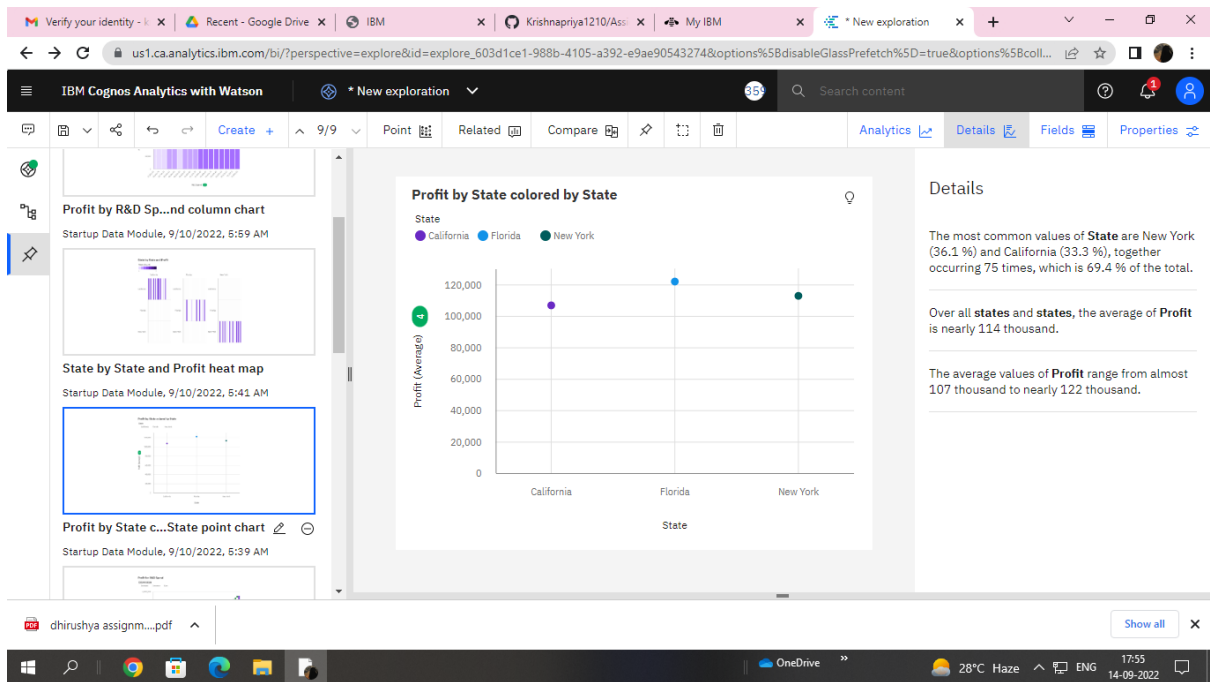 Verify your identity - k
Recent - Google Drive
IBM
Krishnapriya1210/Assi
My IBM
* New exploration
us1.ca.analytics.ibm.com/bi/?perspective=explore&id=explore_603d1ce1-988b-4105-a392-e9ae90543274&options%5BdisableGlassPrefetch%5D=true&options%5Bcoll...
IBM Cognos Analytics with Watson
* New exploration
359
Search content
1
Create +
9/9
Point
Related
Compare
Analytics
Details
Fields
Properties
Profit by R&D Sp...nd column chart
Startup Data Module, 9/10/2022, 5:59 AM
State by State and Profit heat map
Startup Data Module, 9/10/2022, 5:41 AM
Profit by State c...State point chart
Startup Data Module, 9/10/2022, 5:39 AM
Profit by State colored by State
State
California
Florida
New York
120,000
100,000
80,000
60,000
40,000
20,000
0
4
Profit (Average)
California
Florida
New York
State
Details
The most common values of State are New York
(36.1 %) and California (33.3 %), together
occurring 75 times, which is 69.4 % of the total.
Over all states and states, the average of Profit
is nearly 114 thousand.
The average values of Profit range from almost
107 thousand to nearly 122 thousand.
PDF
dhirushya assignm....pdf
Show all
OneDrive
28°C Haze
ENG
17:55
14-09-2022